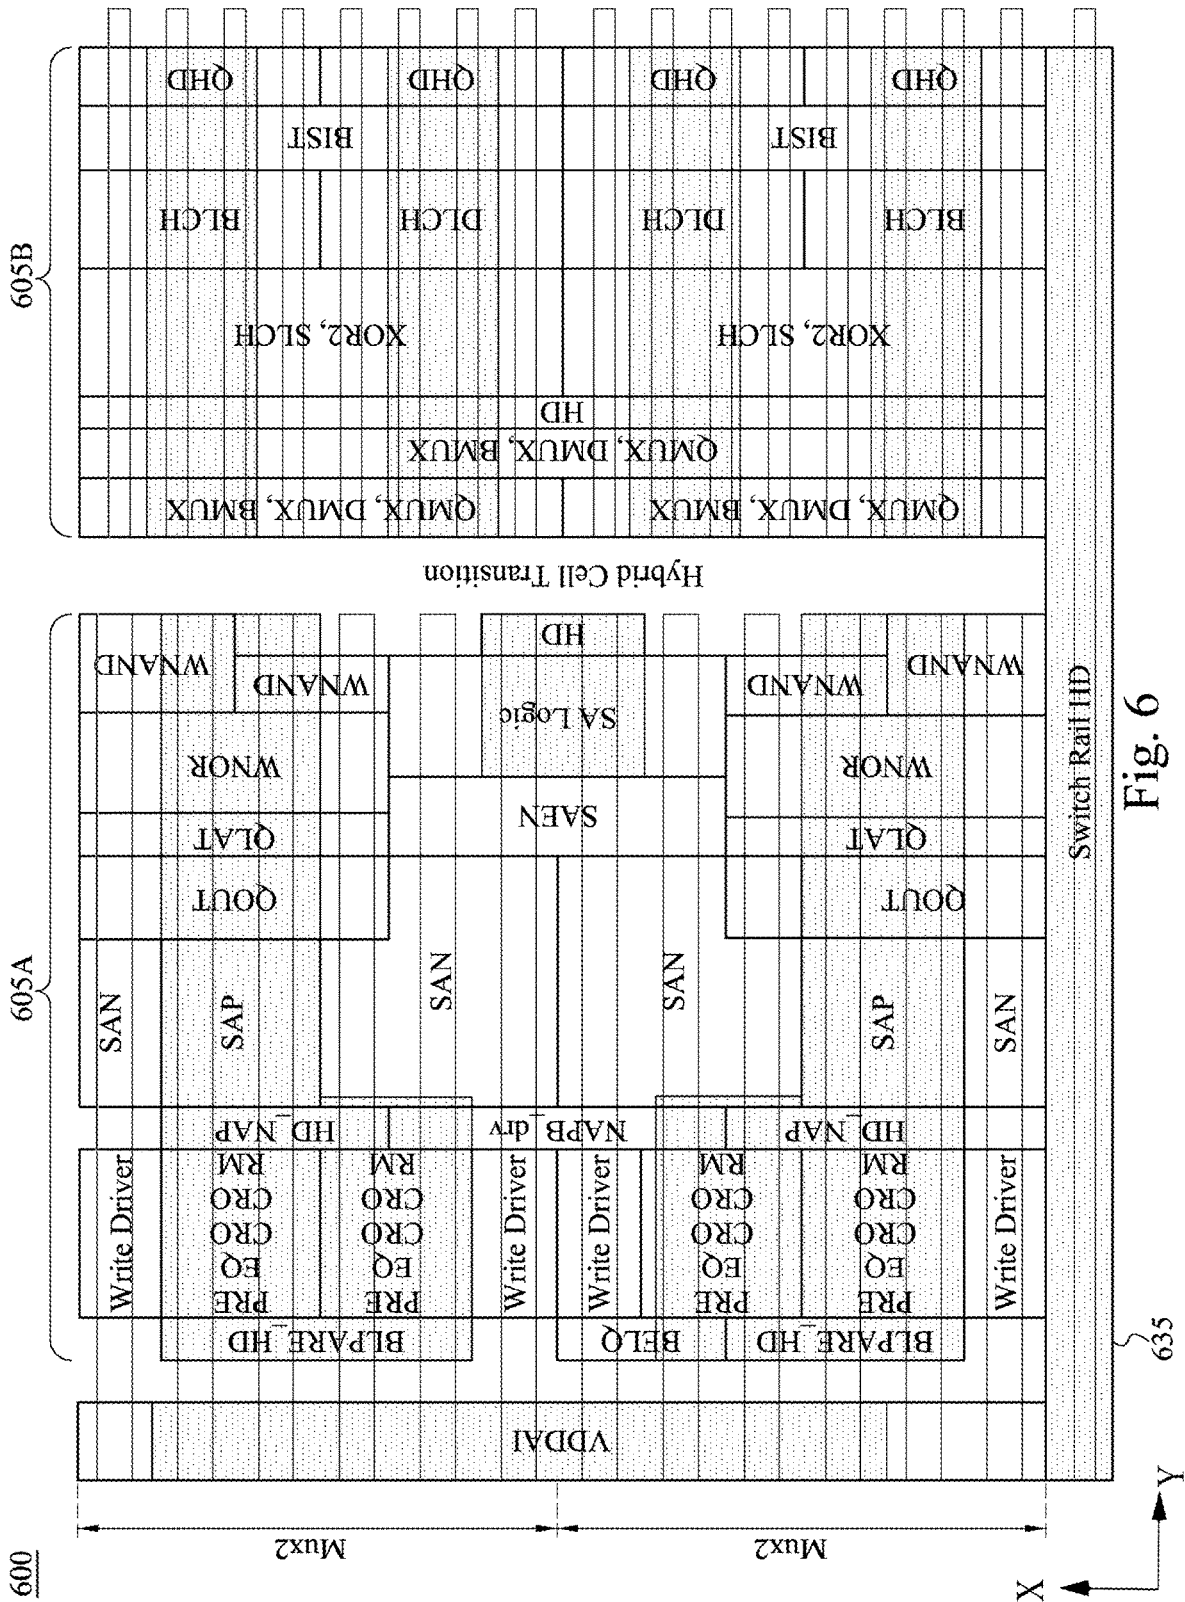 600
605A
605B
Mux2
Mux2
VDDAI
BLPARE_HD
BELQ
BLPARE_HD
Write Driver
PRE
EQ
CRO
CRO
RM
PRE
EQ
CRO
CRO
RM
Write Driver
Write Driver
PRE
EQ
CRO
CRO
RM
PRE
EQ
CRO
CRO
RM
Write Driver
HD_NAP
NAPB_drv
HD_NAP
SAN
SAP
SAN
SAN
SAP
SAN
QOUT
QOUT
QLAT
SAEN
QLAT
WNOR
SA Logic
WNOR
WNAND
WNAND
HD
WNAND
WNAND
Hybrid Cell Transition
QMUX, DMUX, BMUX
QMUX, DMUX, BMUX
QMUX, DMUX, BMUX
HD
XOR2, SLCH
XOR2, SLCH
BLCH
DLCH
DLCH
BLCH
BIST
BIST
QHD
QHD
QHD
QHD
Switch Rail HD
635
X
Y
Fig. 6